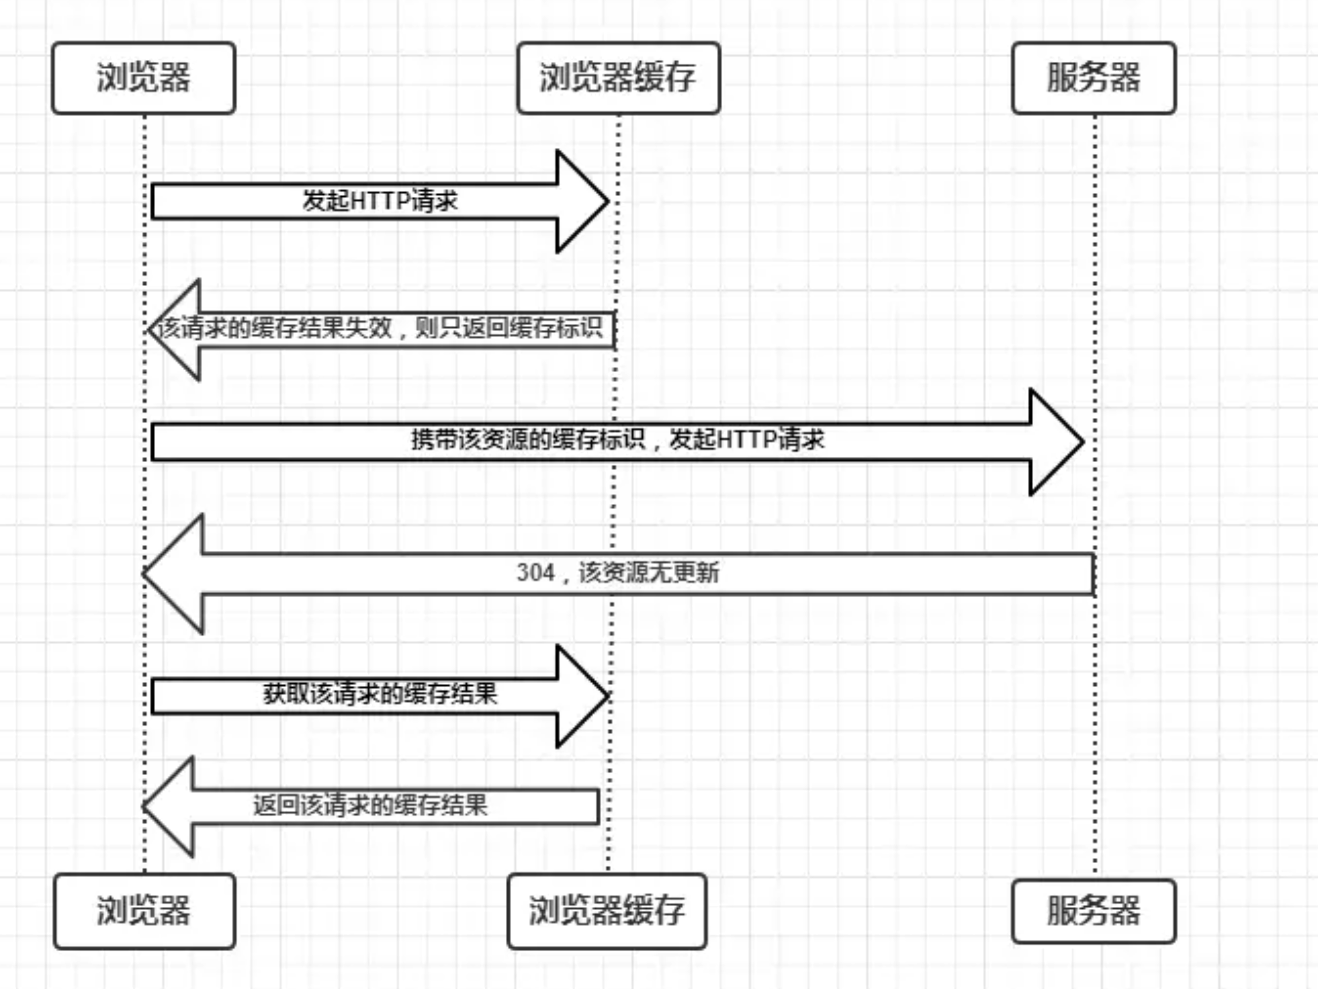 浏览器
浏览器缓存
服务器
发起HTTP请求
该请求的缓存结果失效，则只返回缓存标识
携带该资源的缓存标识，发起HTTP请求
304，该资源无更新
获取该请求的缓存结果
返回该请求的缓存结果
浏览器
浏览器缓存
服务器